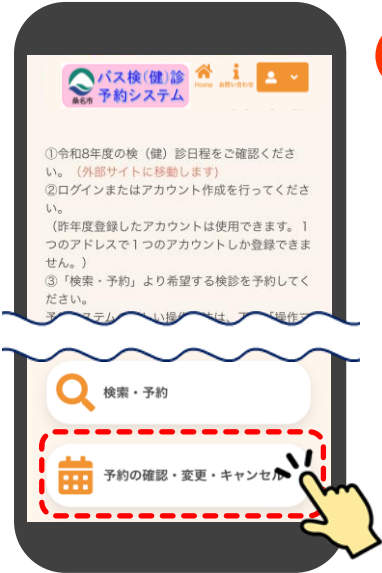 バス検(健)診
予約システム
桑名市
Home
お問い合わせ
①令和8年度の検（健）診日程をご確認くださ
い。（外部サイトに移動します)
②ログインまたはアカウント作成を行ってくださ
い。
（昨年度登録したアカウントは使用できます。１
つのアドレスで１つのアカウントしか登録できま
せん。）
③「検索・予約」より希望する検診を予約してく
ださい。
検索・予約
予約の確認・変更・キャンセル